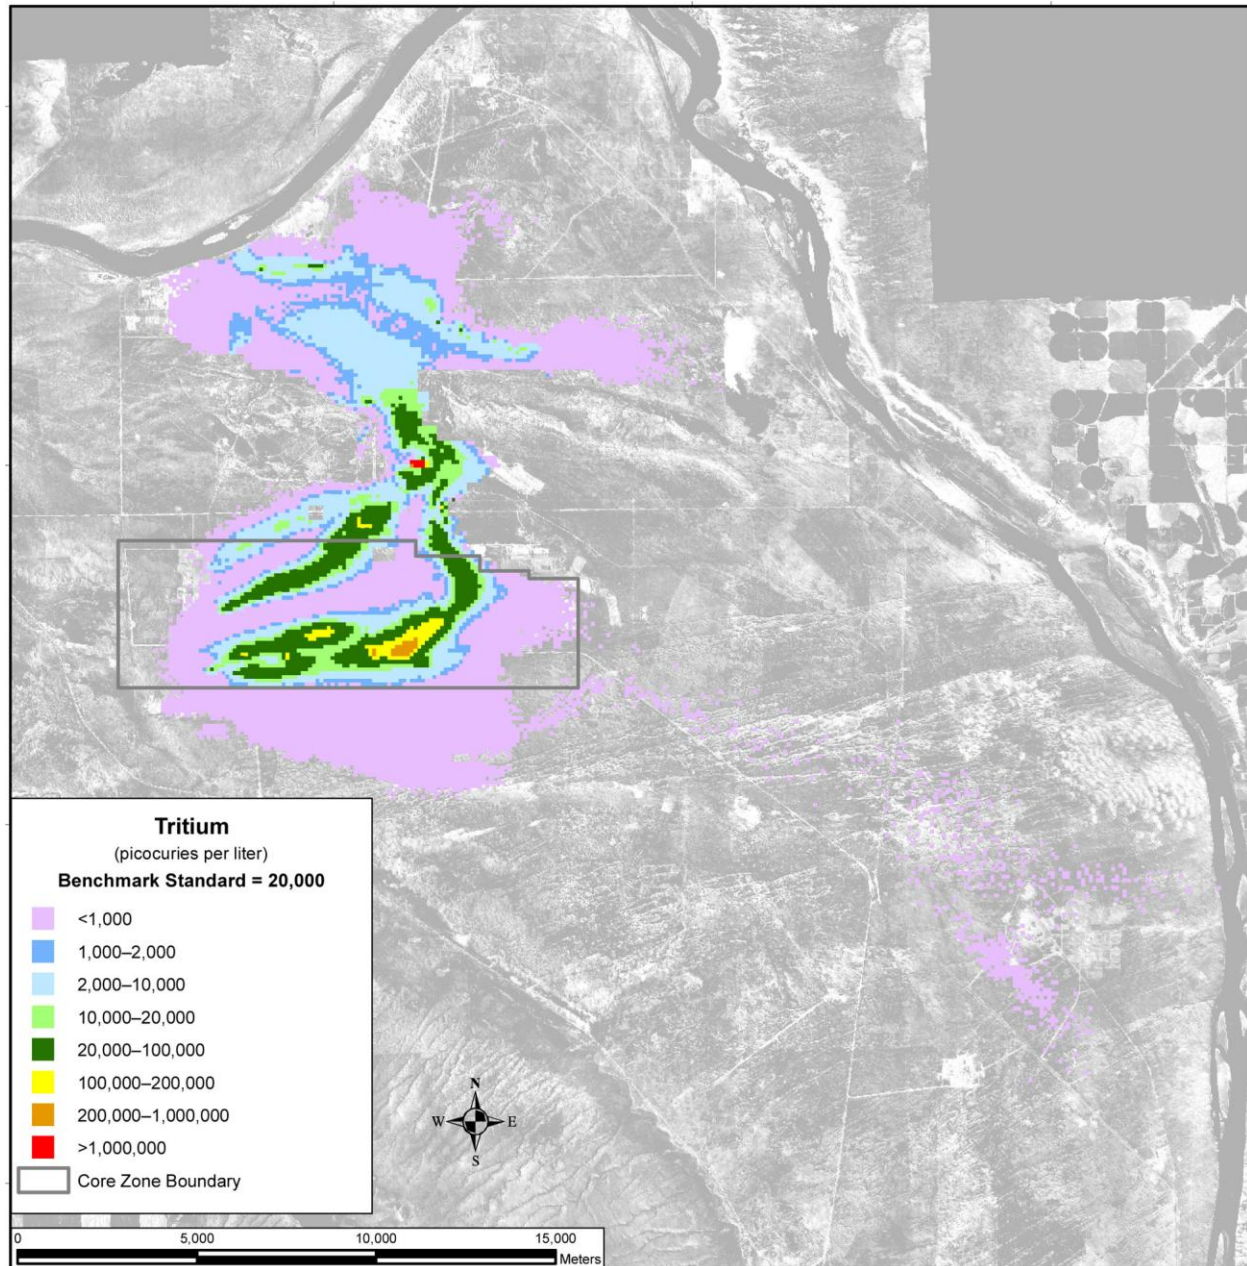 Tritium
(picocuries per liter)
Benchmark Standard = 20,000
<1,000
1,000–2,000
2,000–10,000
10,000–20,000
20,000–100,000
100,000–200,000
200,000–1,000,000
>1,000,000
Core Zone Boundary
N
W E
S
0 5,000 10,000 15,000
Meters